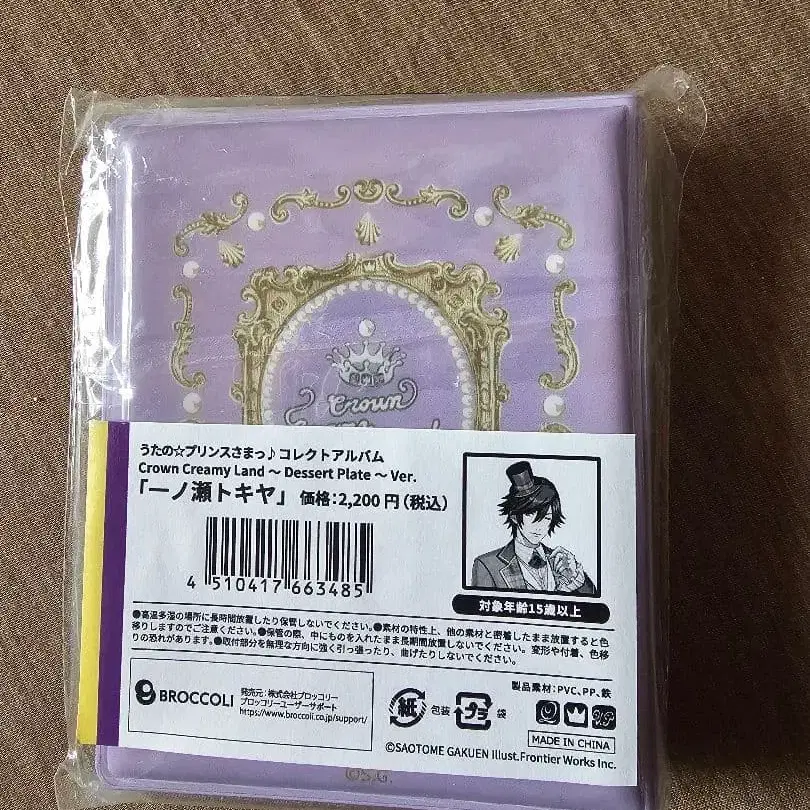 Crown
うたの☆プリンスさまっ♪コレクトアルバム
Crown Creamy Land ～ Dessert Plate ～ Ver.
「一ノ瀬トキヤ」 価格：2,200円（税込）
4 510417 663485
対象年齢15歳以上
●高温多湿の場所に長時間放置したり保管しないでください。●素材の特性上、他の素材と密着したまま放置すると色
移りしますのでご注意ください。●保管の際、中にものを入れたまま長期間放置しないでください。変形や付着、色移
りの恐れがあります。●取付部分を無理な方向に強く引っ張ったり、曲げたりしないでください。
製品素材：PVC、PP、鉄
BROCCOLI
発売元：株式会社ブロッコリー
ブロッコリーユーザーサポート
https://www.broccoli.co.jp/support/
紙 包装 プラ 袋
V.P
MADE IN CHINA
©SAOTOME GAKUEN Illust.Frontier Works Inc.
©S.G.